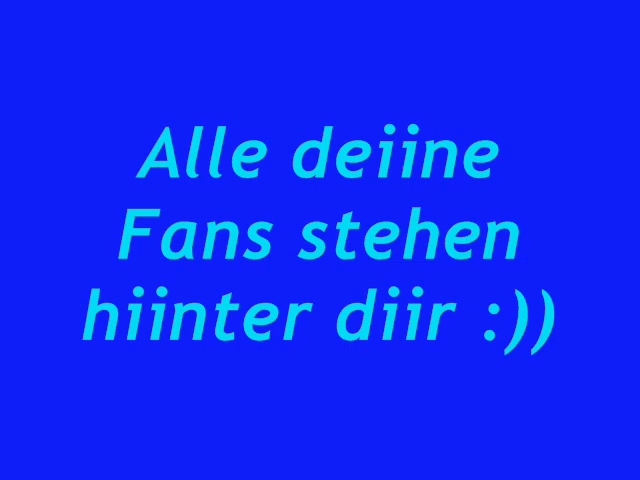 Alle deiine
Fans stehen
hiinter diir :))